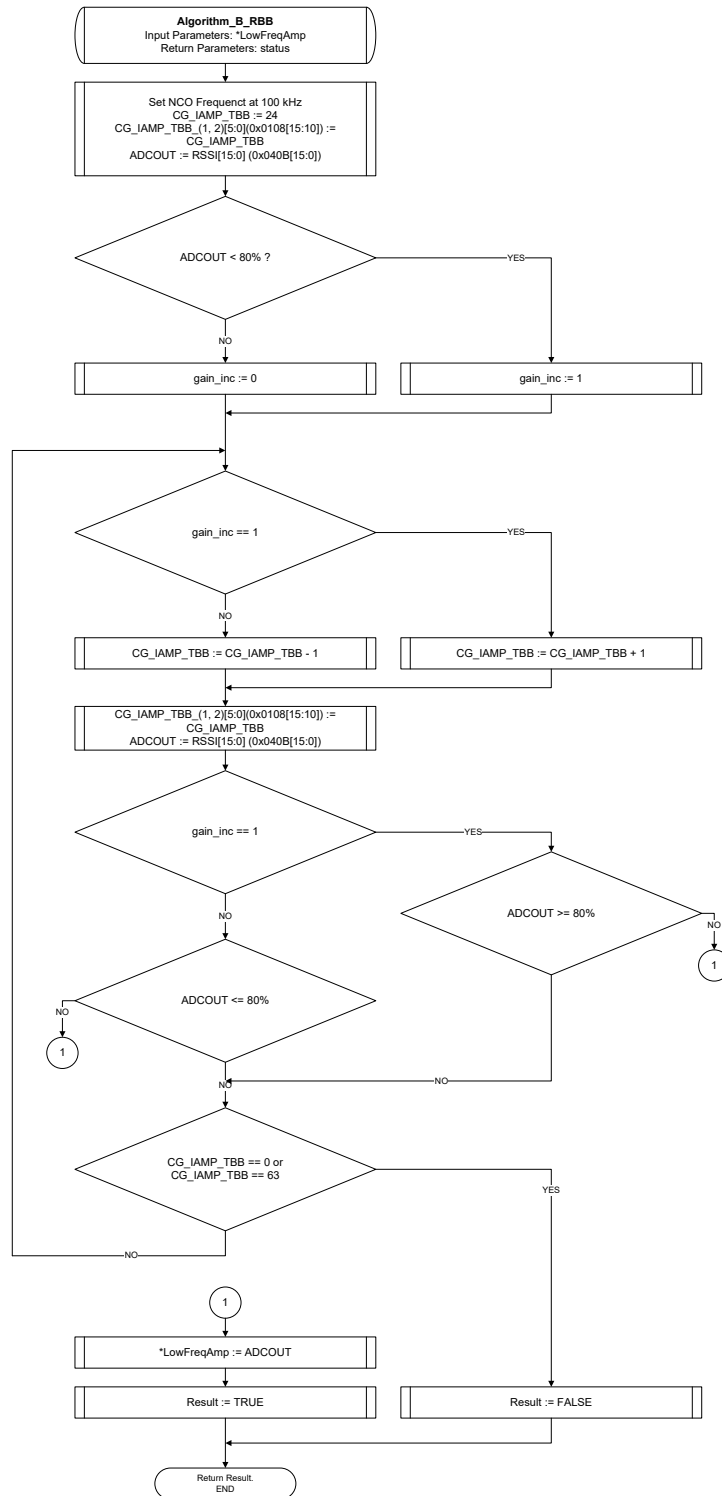 Algorithm_B_RBB
Input Parameters: *LowFreqAmp
Return Parameters: status
Set NCO Frequenct at 100 kHz
CG_IAMP_TBB := 24
CG_IAMP_TBB_(1, 2)[5:0](0x0108[15:10]) :=
CG_IAMP_TBB
ADCOUT := RSSI[15:0] (0x040B[15:0])
ADCOUT < 80% ?
YES
NO
gain_inc := 0
gain_inc := 1
gain_inc == 1
YES
NO
CG_IAMP_TBB := CG_IAMP_TBB - 1
CG_IAMP_TBB := CG_IAMP_TBB + 1
CG_IAMP_TBB_(1, 2)[5:0](0x0108[15:10]) :=
CG_IAMP_TBB
ADCOUT := RSSI[15:0] (0x040B[15:0])
gain_inc == 1
YES
NO
ADCOUT >= 80%
NO
1
ADCOUT <= 80%
NO
1
NO
NO
CG_IAMP_TBB == 0 or
CG_IAMP_TBB == 63
YES
NO
1
*LowFreqAmp := ADCOUT
Result := TRUE
Result := FALSE
Return Result.
END